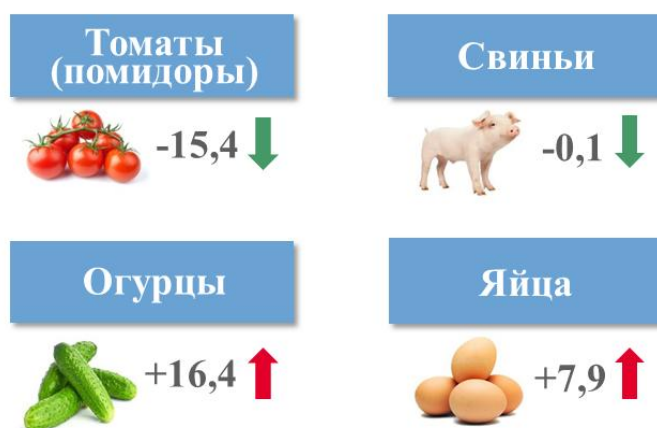 Томаты
(помидоры)
-15,4
Свиньи
-0,1
Огурцы
+16,4
Яйца
+7,9